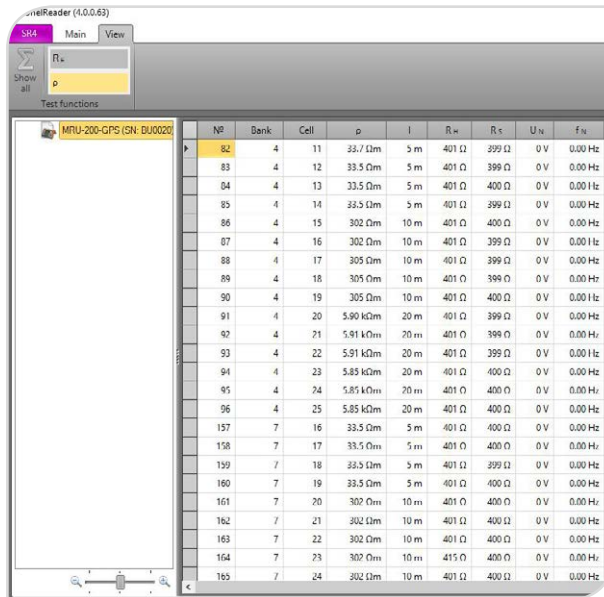 nelReader (4.0.0.63)
SR4 Main View
Σ
Show all
R E
ρ
Test functions
MRU-200-GPS (SN: BU0020
Nº Bank Cell ρ l R H R S U N f N
82 4 11 33.7 Ωm 5 m 401 Ω 399 Ω 0 V 0.00 Hz
83 4 12 33.5 Ωm 5 m 401 Ω 399 Ω 0 V 0.00 Hz
84 4 13 33.5 Ωm 5 m 401 Ω 400 Ω 0 V 0.00 Hz
85 4 14 33.5 Ωm 5 m 401 Ω 399 Ω 0 V 0.00 Hz
86 4 15 302 Ωm 10 m 401 Ω 400 Ω 0 V 0.00 Hz
87 4 16 302 Ωm 10 m 401 Ω 399 Ω 0 V 0.00 Hz
88 4 17 305 Ωm 10 m 401 Ω 399 Ω 0 V 0.00 Hz
89 4 18 305 Ωm 10 m 401 Ω 399 Ω 0 V 0.00 Hz
90 4 19 305 Ωm 10 m 401 Ω 400 Ω 0 V 0.00 Hz
91 4 20 5.90 kΩm 20 m 401 Ω 399 Ω 0 V 0.00 Hz
92 4 21 5.91 kΩm 20 m 401 Ω 399 Ω 0 V 0.00 Hz
93 4 22 5.91 kΩm 20 m 401 Ω 399 Ω 0 V 0.00 Hz
94 4 23 5.85 kΩm 20 m 401 Ω 400 Ω 0 V 0.00 Hz
95 4 24 5.85 kΩm 20 m 401 Ω 400 Ω 0 V 0.00 Hz
96 4 25 5.85 kΩm 20 m 401 Ω 400 Ω 0 V 0.00 Hz
157 7 16 33.5 Ωm 5 m 401 Ω 400 Ω 0 V 0.00 Hz
158 7 17 33.5 Ωm 5 m 401 Ω 400 Ω 0 V 0.00 Hz
159 7 18 33.5 Ωm 5 m 401 Ω 399 Ω 0 V 0.00 Hz
160 7 19 33.5 Ωm 5 m 401 Ω 400 Ω 0 V 0.00 Hz
161 7 20 302 Ωm 10 m 401 Ω 400 Ω 0 V 0.00 Hz
162 7 21 302 Ωm 10 m 401 Ω 400 Ω 0 V 0.00 Hz
163 7 22 302 Ωm 10 m 401 Ω 400 Ω 0 V 0.00 Hz
164 7 23 302 Ωm 10 m 415 Ω 400 Ω 0 V 0.00 Hz
165 7 24 302 Ωm 10 m 401 Ω 400 Ω 0 V 0.00 Hz